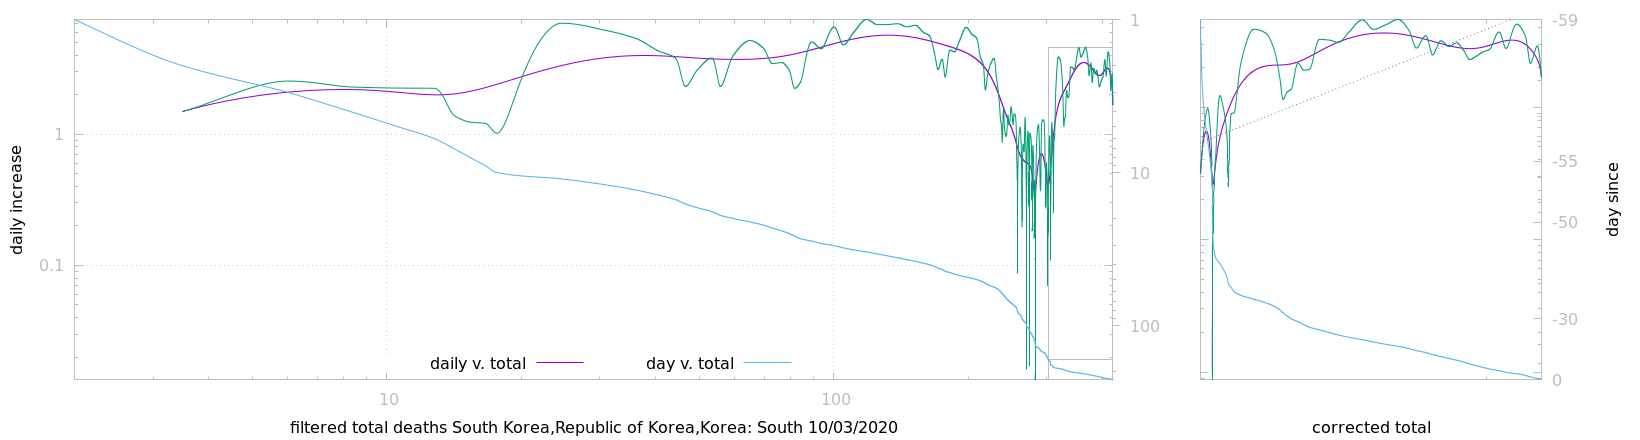 daily increase
1
0.1
10
100
daily v. total
day v. total
1
10
100
filtered total deaths South Korea,Republic of Korea,Korea: South 10/03/2020
-59
-55
-50
-30
0
day since
corrected total